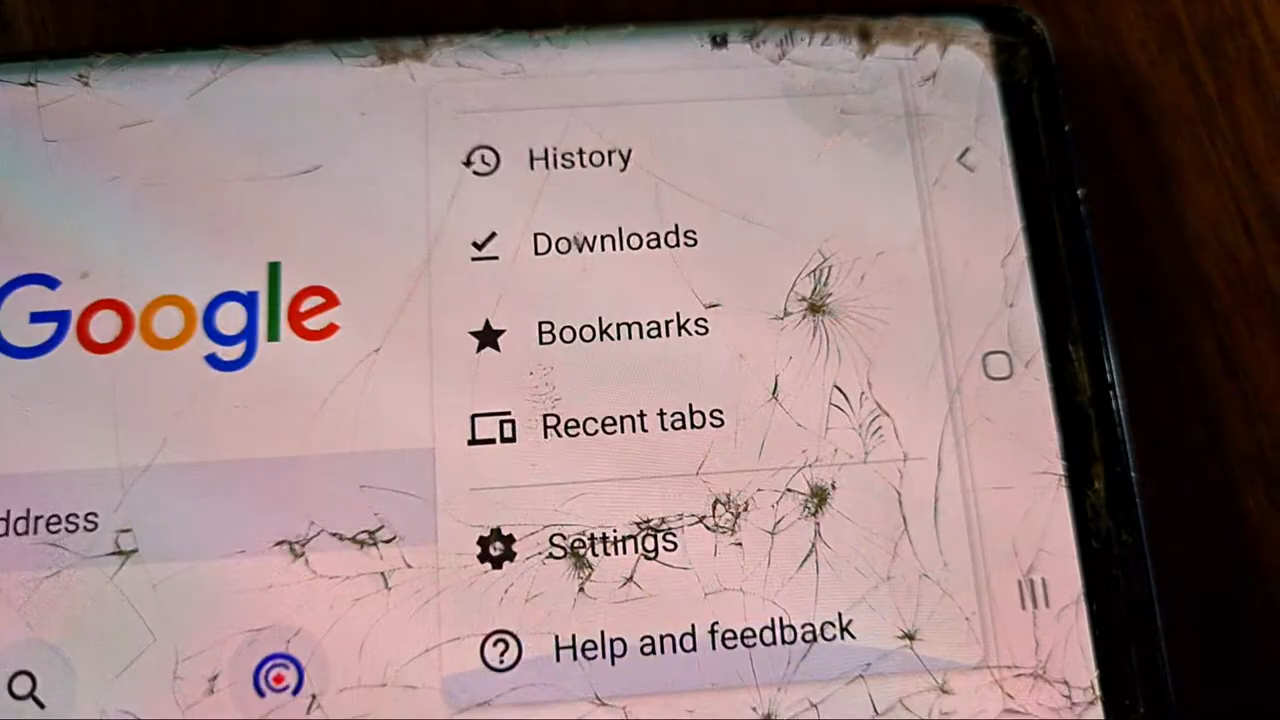 History
Downloads
Google
Bookmarks
Recent tabs
ddress
Settings
Help and feedback